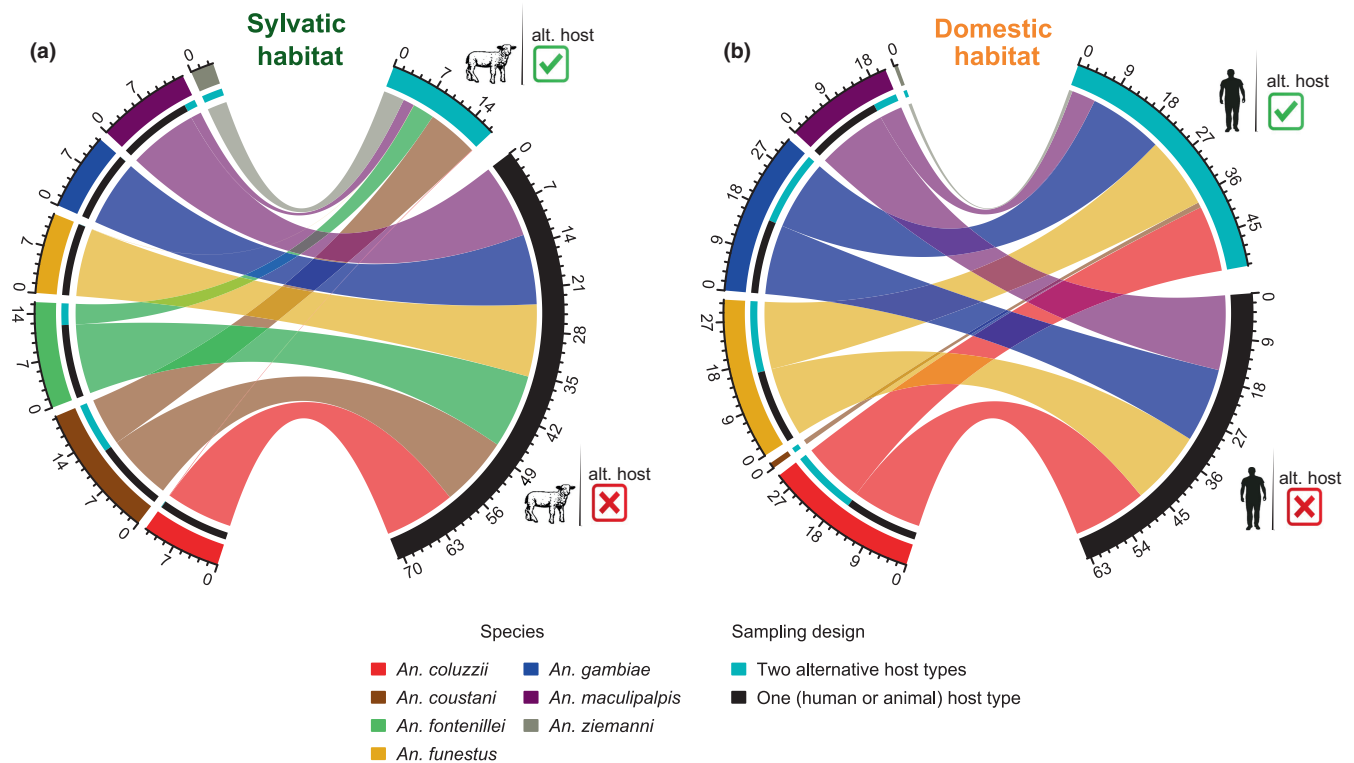 (a)
Sylvatic
habitat
alt. host
0
7
0
7
0
7
0
7
0
14
7
0
14
7
0
7
0
0
7
14
0
7
14
21
28
35
42
49
56
63
70
alt. host
(b)
Domestic
habitat
alt. host
0
18
9
0
27
18
9
0
27
18
9
0
0
27
18
9
0
0
9
18
27
36
45
0
9
18
27
36
45
54
63
alt. host
Species
An. coluzzii
An. coustani
An. fontenillei
An. funestus
An. gambiae
An. maculipalpis
An. ziemanni
Sampling design
Two alternative host types
One (human or animal) host type